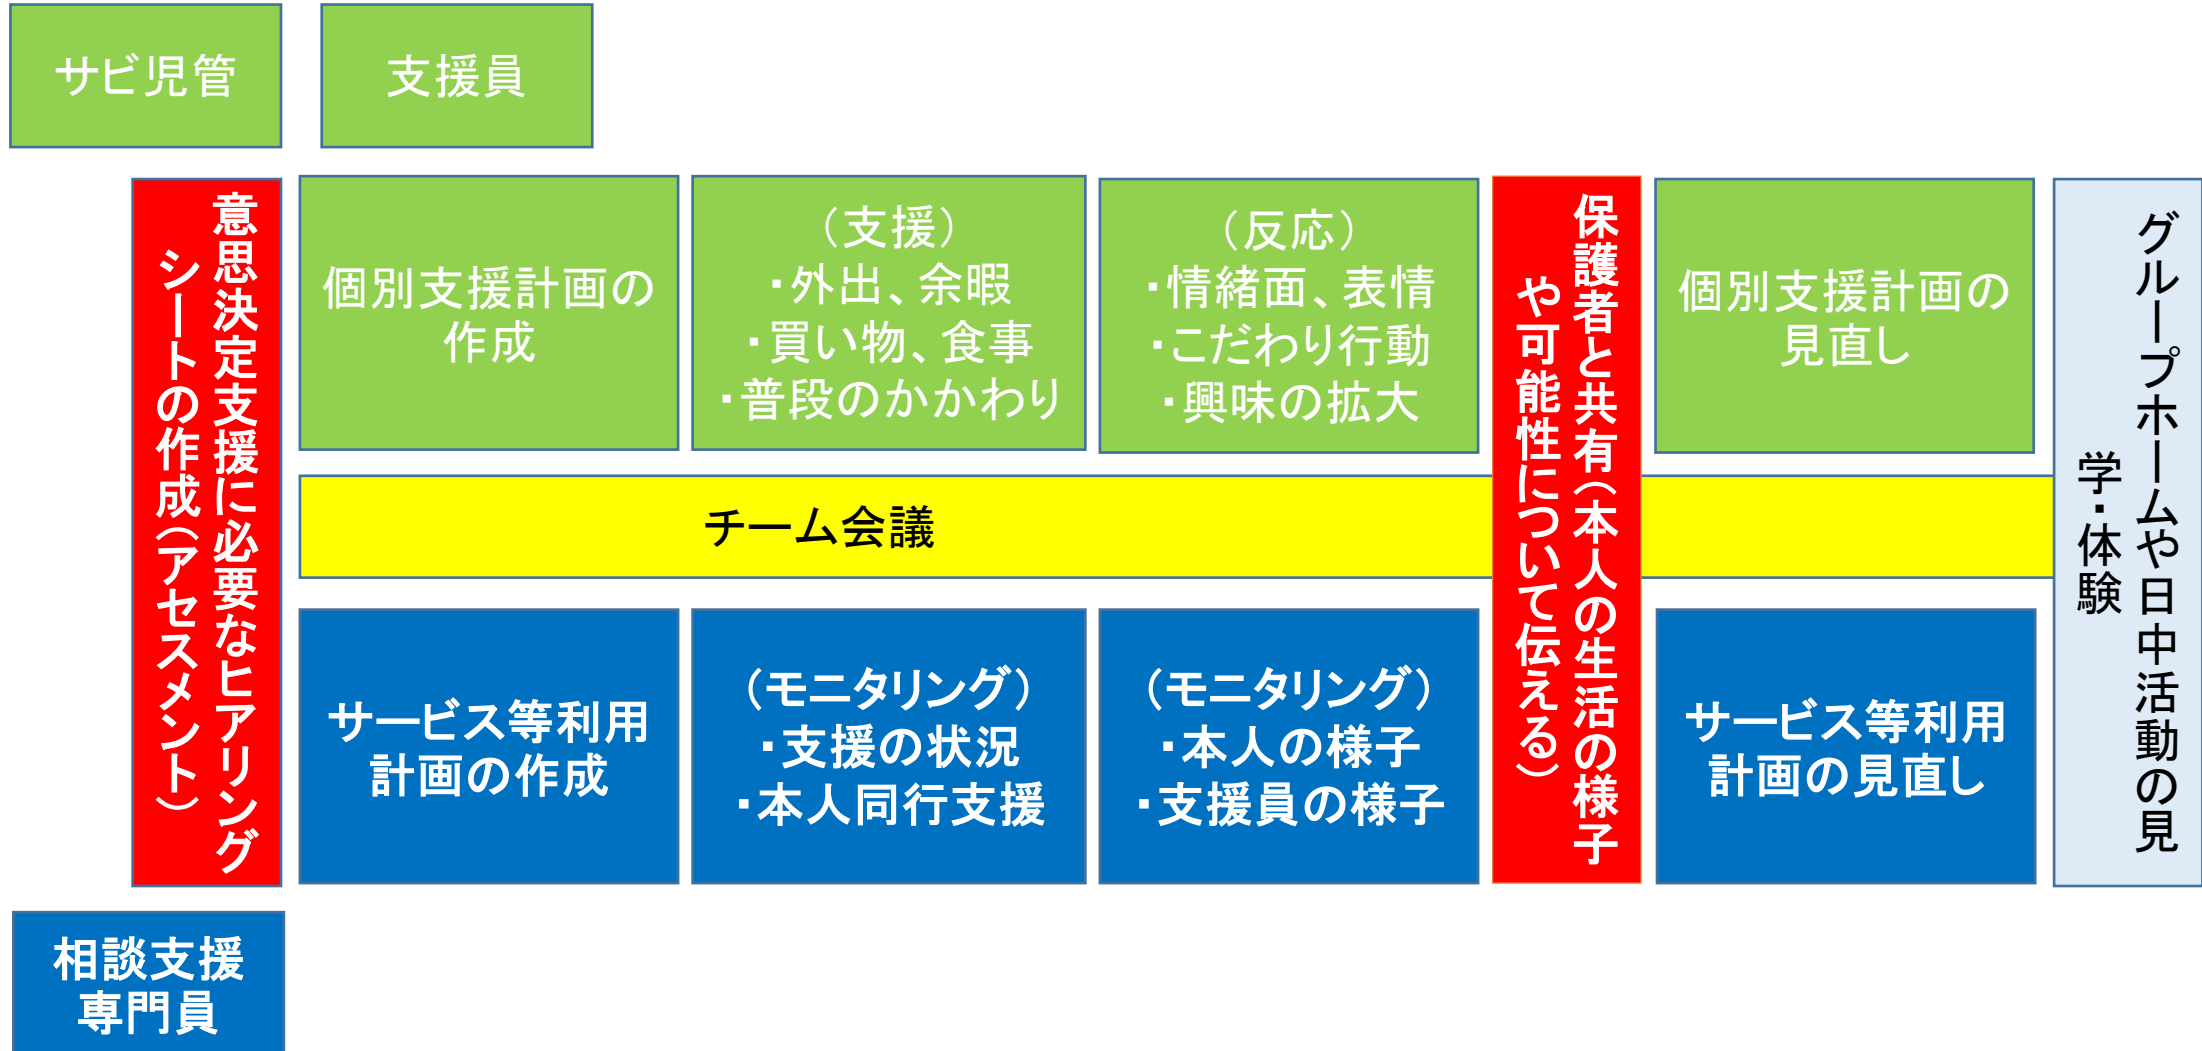 サビ児管
支援員
意思決定支援に必要なヒアリング
シートの作成（アセスメント）
個別支援計画の
作成
（支援）
・外出、余暇
・買い物、食事
・普段のかかわり
（反応）
・情緒面、表情
・こだわり行動
・興味の拡大
保護者と共有（本人の生活の様子
や可能性について伝える）
個別支援計画の
見直し
グループホームや日中活動の見
学・体験
チーム会議
サービス等利用
計画の作成
（モニタリング）
・支援の状況
・本人同行支援
（モニタリング）
・本人の様子
・支援員の様子
サービス等利用
計画の見直し
相談支援
専門員